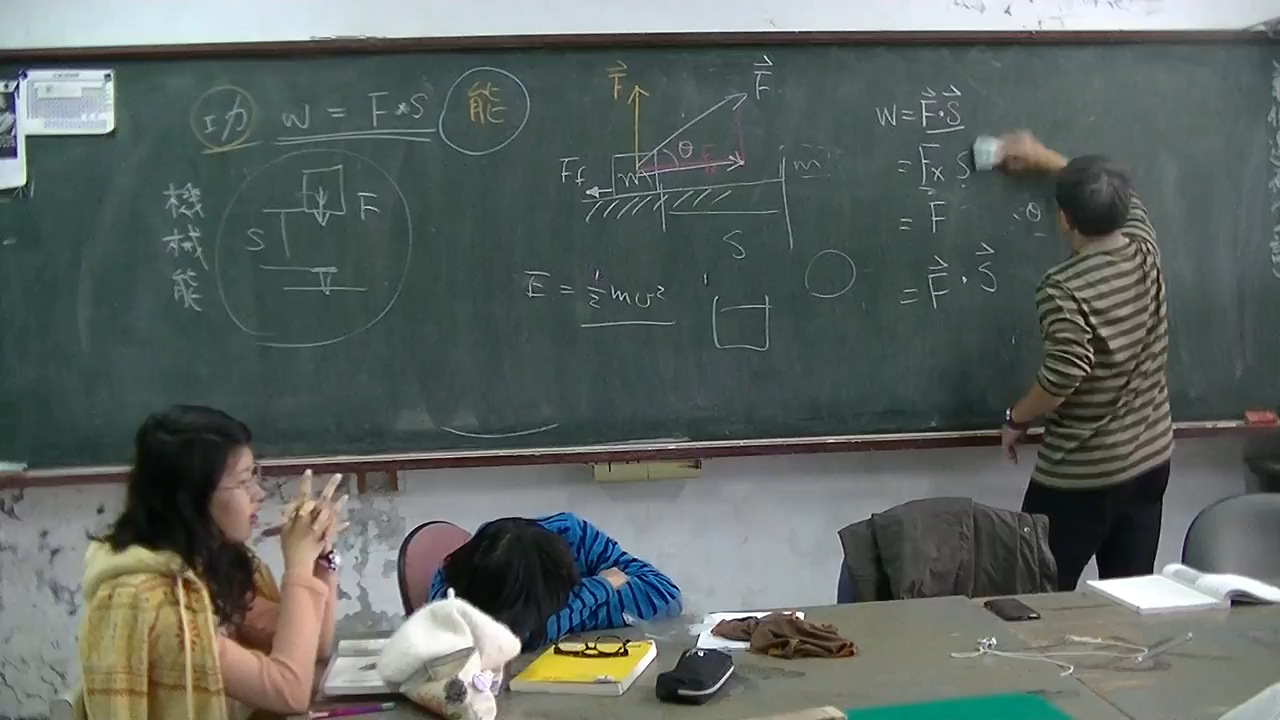 功 W = F * S 能
機
械
能
F
S
F⃗
F⃗
θ
Ff
m
m
S
E = ½mv²
W = F⃗ · S⃗
= Fx S
= F θ
= F⃗ · S⃗